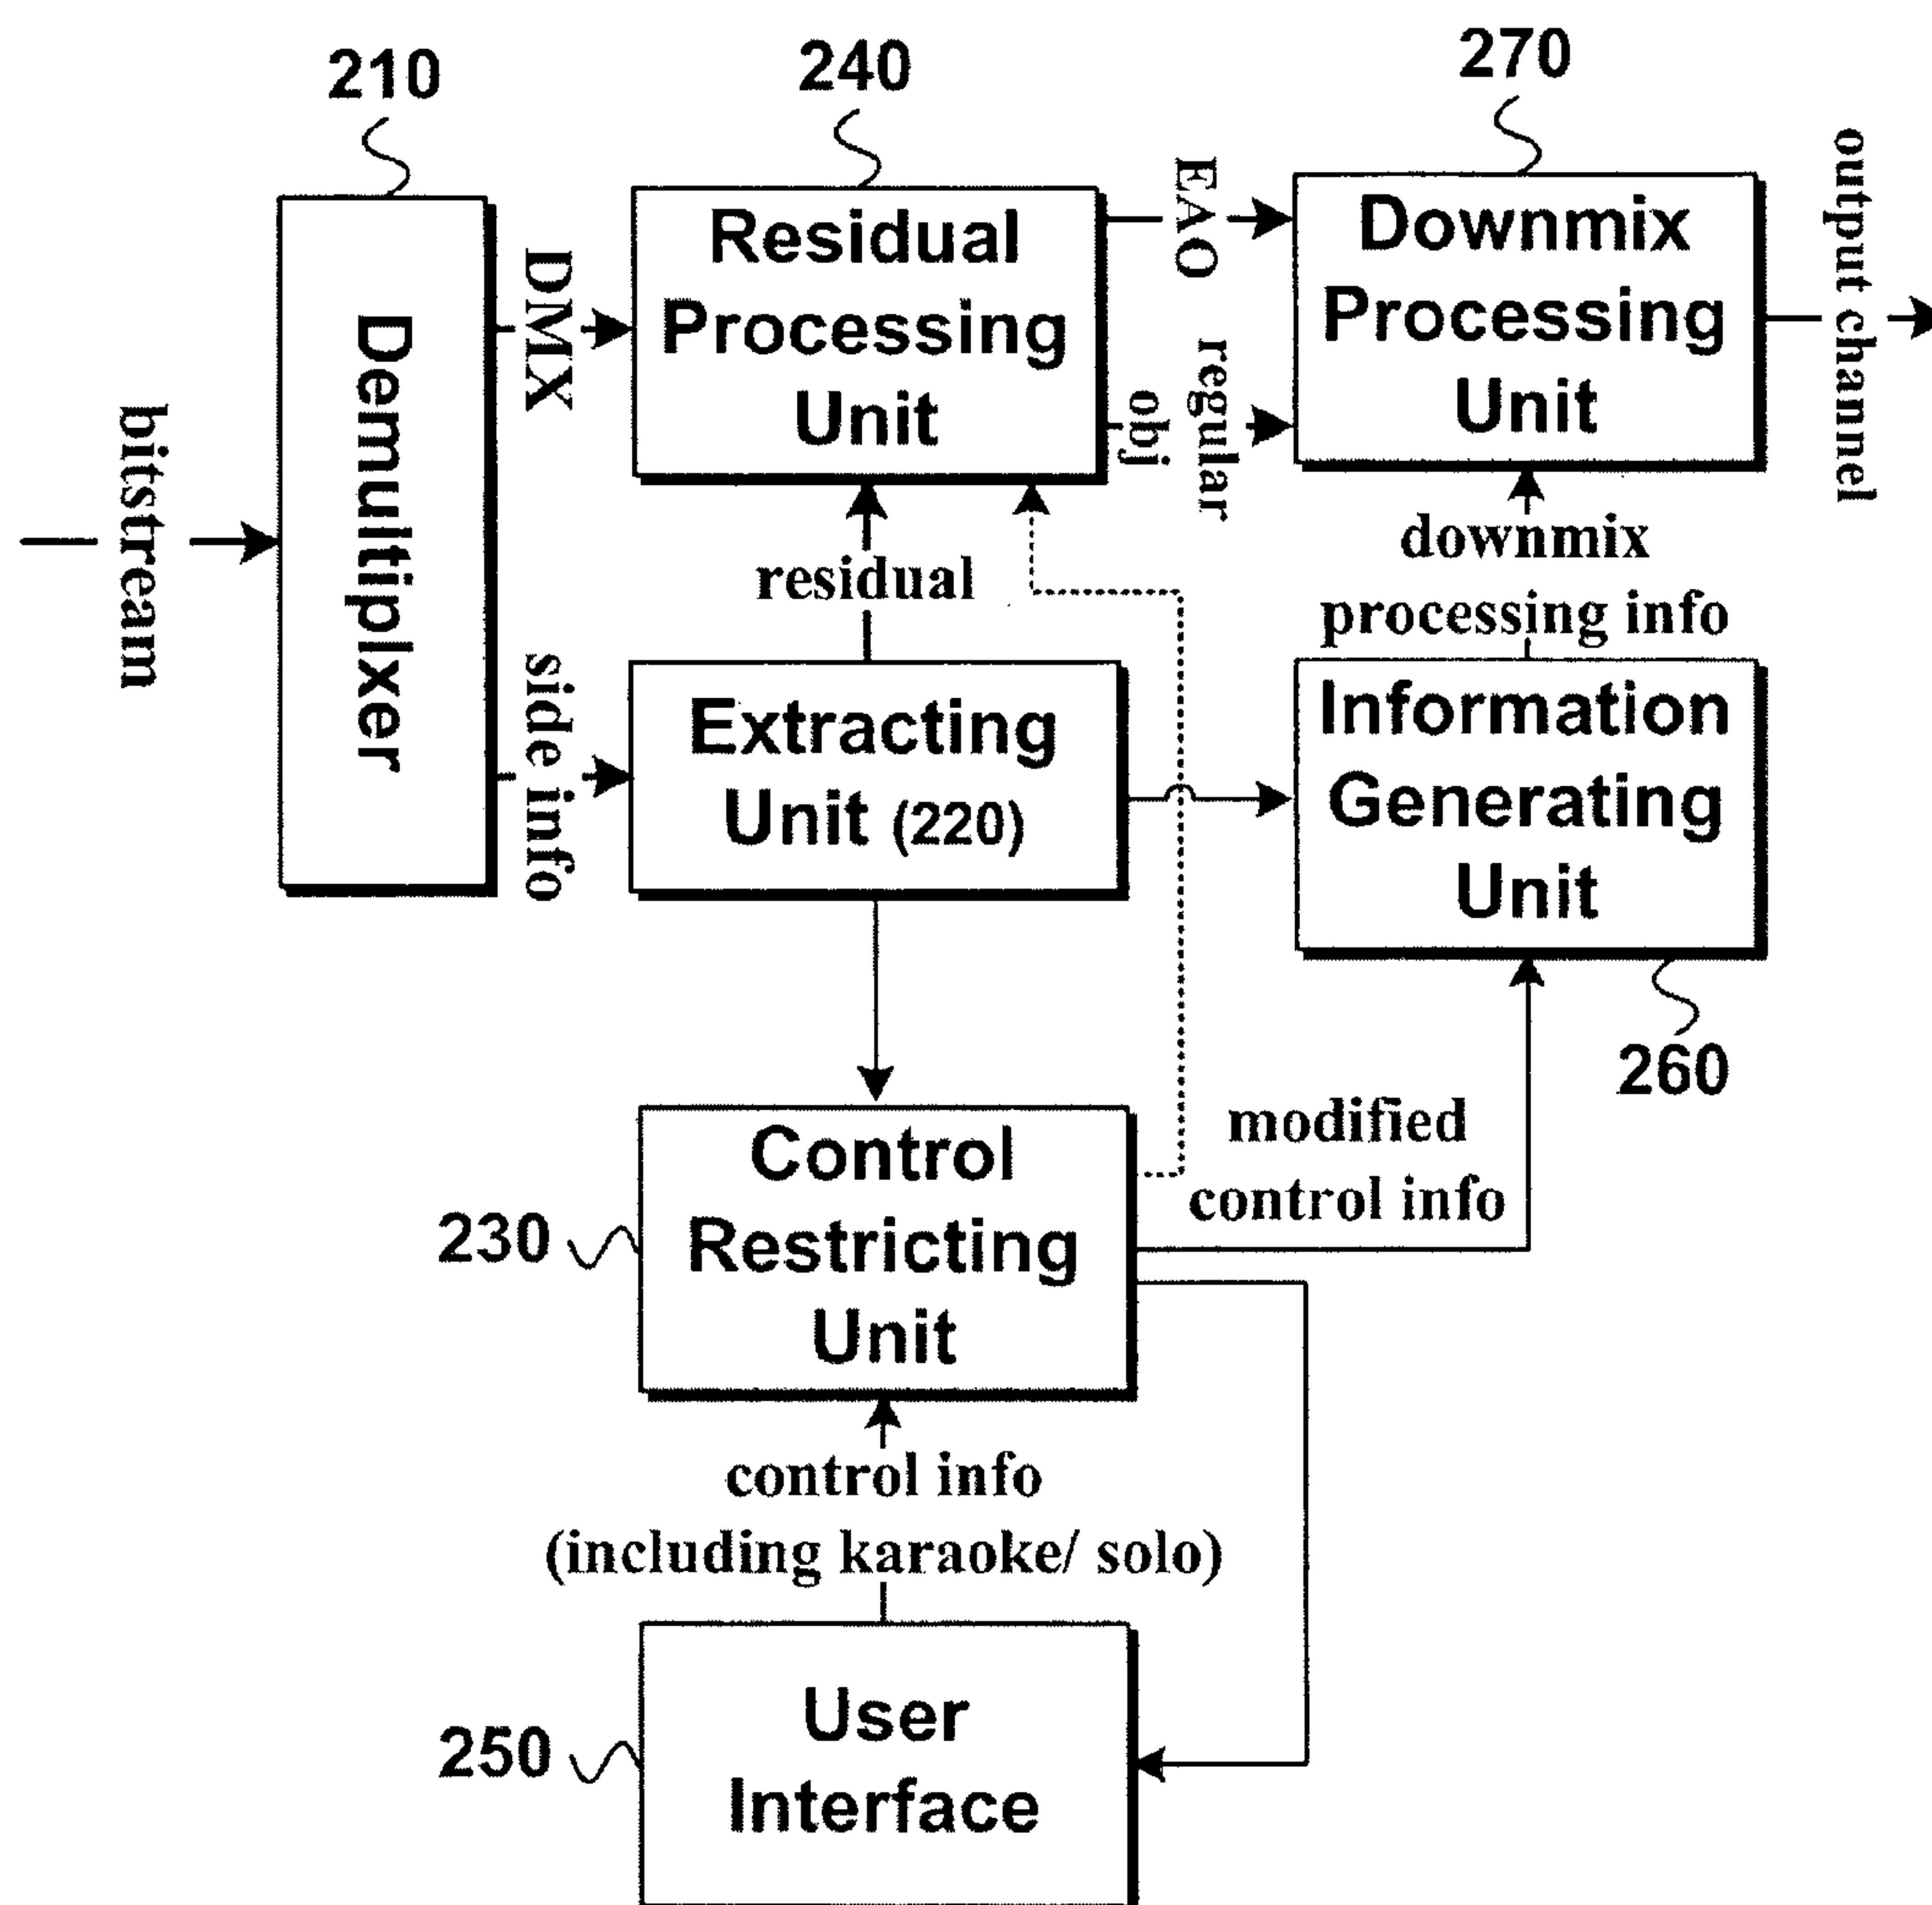 210
240
270
bitstream
Demultiplxer
DMX
side info
Residual
Processing
Unit
EAO
regular
obj
Downmix
Processing
Unit
output channel
residual
downmix
processing info
Extracting
Unit (220)
Information
Generating
Unit
260
Control
Restricting
Unit
230
modified
control info
control info
(including karaoke/ solo)
User
Interface
250